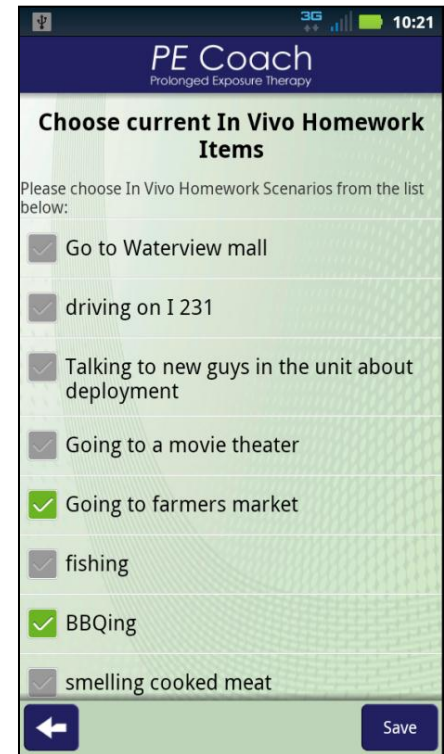 3G
10:21
PE Coach
Prolonged Exposure Therapy
Choose current In Vivo Homework
Items
Please choose In Vivo Homework Scenarios from the list
below:
Go to Waterview mall
driving on I 231
Talking to new guys in the unit about
deployment
Going to a movie theater
Going to farmers market
fishing
BBQing
smelling cooked meat
Save